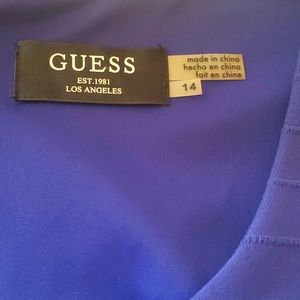 GUESS
EST.1981
LOS ANGELES
made in china
hecho en china
fait en chine
14